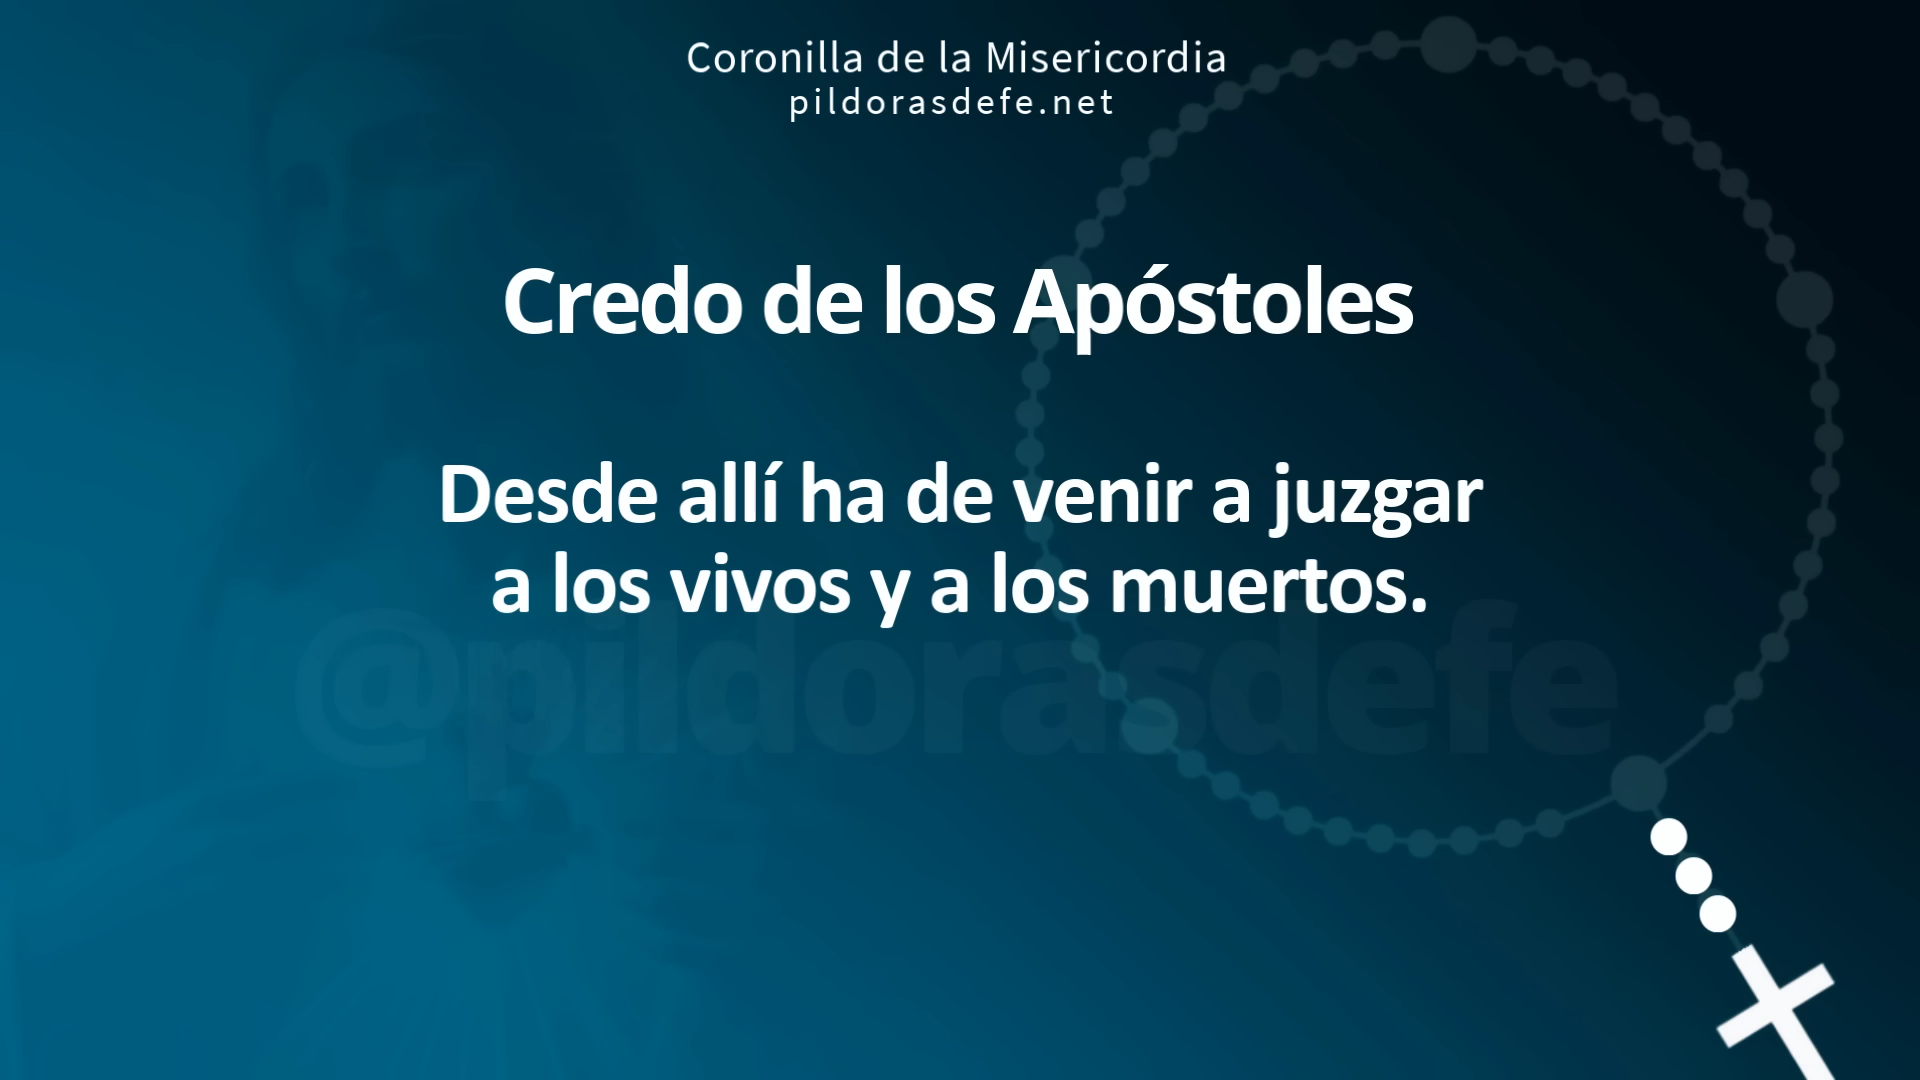 Coronilla de la Misericordia
pildorasdefe.net
Credo de los Apóstoles
Desde allí ha de venir a juzgar
a los vivos y a los muertos.
@pildorasdefe